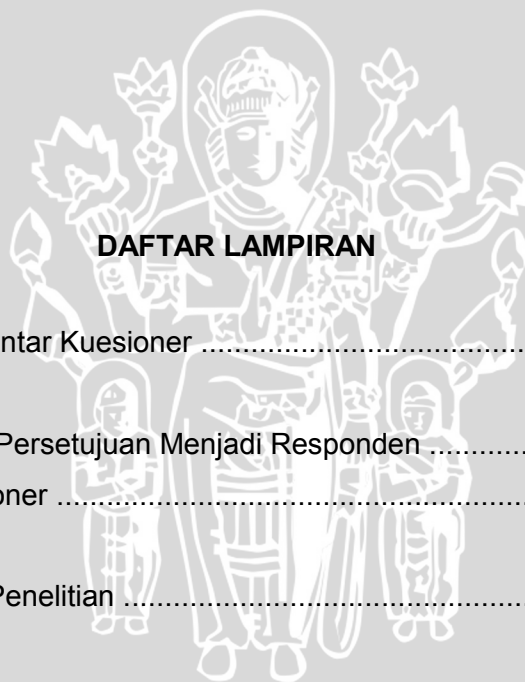 DAFTAR LAMPIRAN
ntar Kuesioner ........................................
Persetujuan Menjadi Responden ............
oner .........................................................
Penelitian .................................................